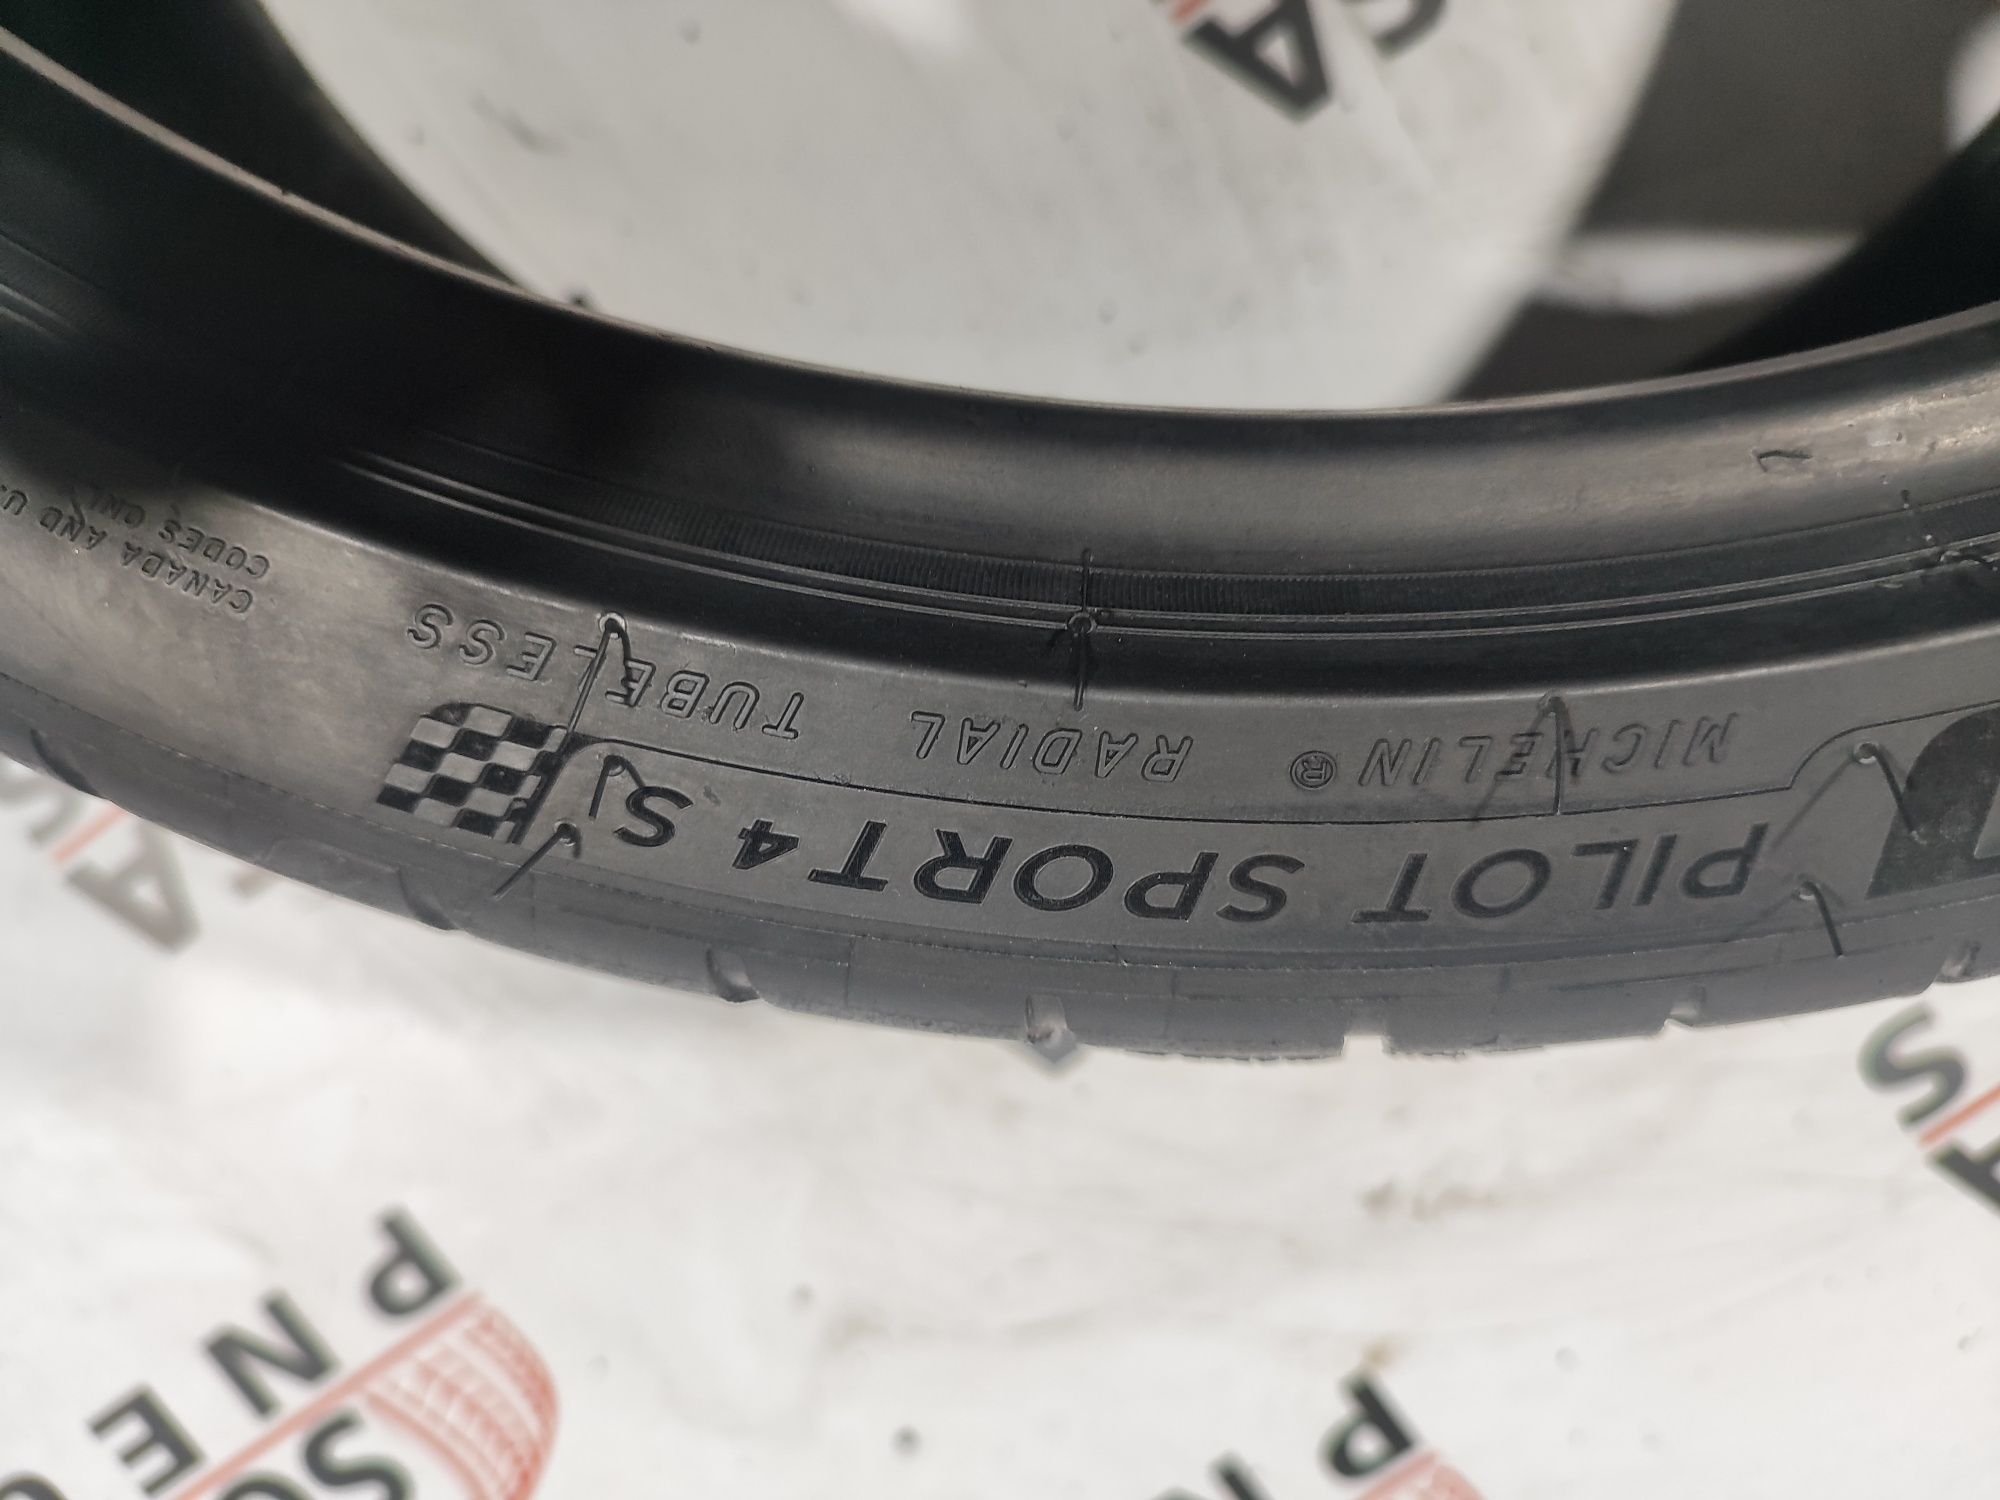 PILOT SPORT 4 S
MICHELIN® RADIAL TUBELESS
CANADA AND U.
CODES ONL